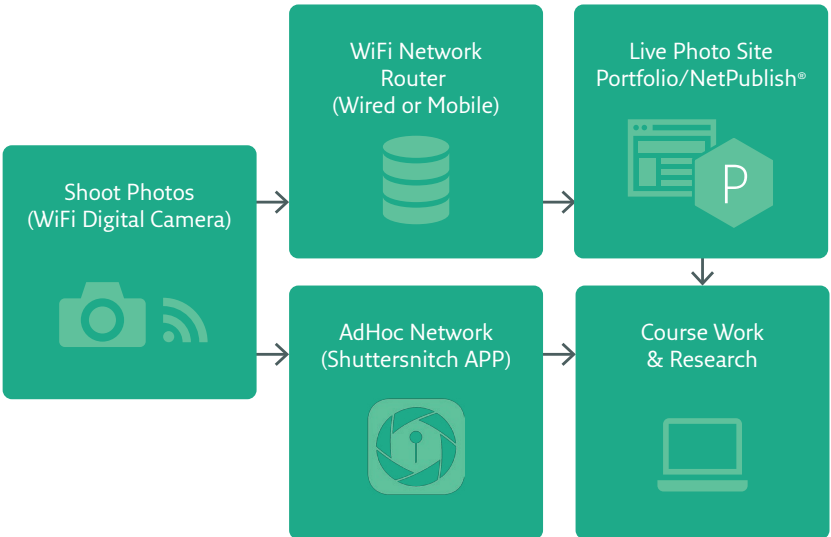 WiFi Network
Router
(Wired or Mobile)
Live Photo Site
Portfolio/NetPublish®
P
Shoot Photos
(WiFi Digital Camera)
AdHoc Network
(Shuttersnitch APP)
Course Work
& Research